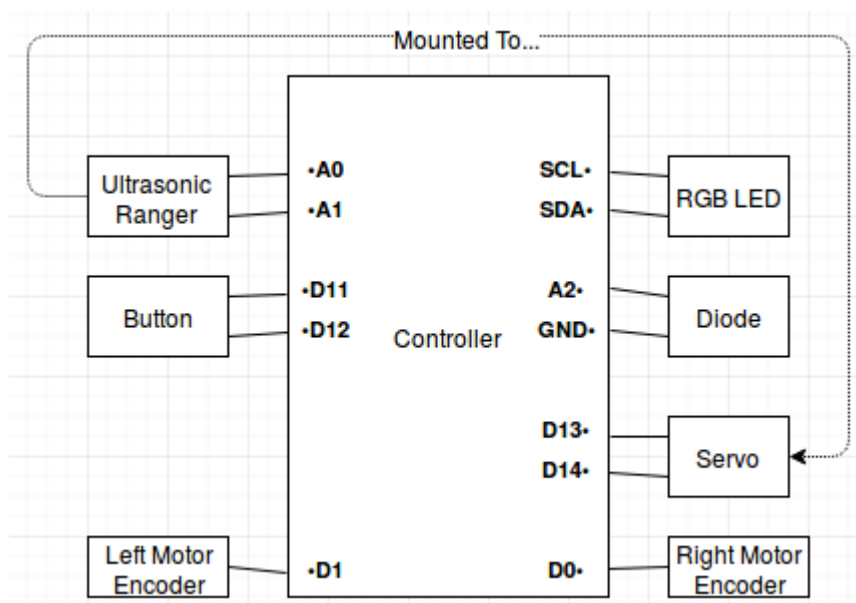 Mounted To...
•A0
SCL•
Ultrasonic
Ranger
RGB LED
•A1
SDA•
•D11
A2•
Button
Diode
•D12
Controller
GND•
D13•
Servo
D14•
Left Motor
Encoder
•D1
D0•
Right Motor
Encoder